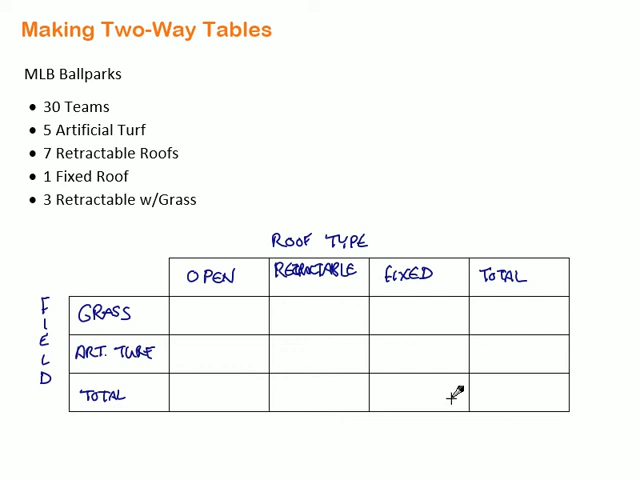 Making Two-Way Tables
MLB Ballparks
• 30 Teams
• 5 Artificial Turf
• 7 Retractable Roofs
• 1 Fixed Roof
• 3 Retractable w/Grass
ROOF TYPE
OPEN RETRACTABLE FIXED TOTAL
FIELD
GRASS
ART. TURF
TOTAL